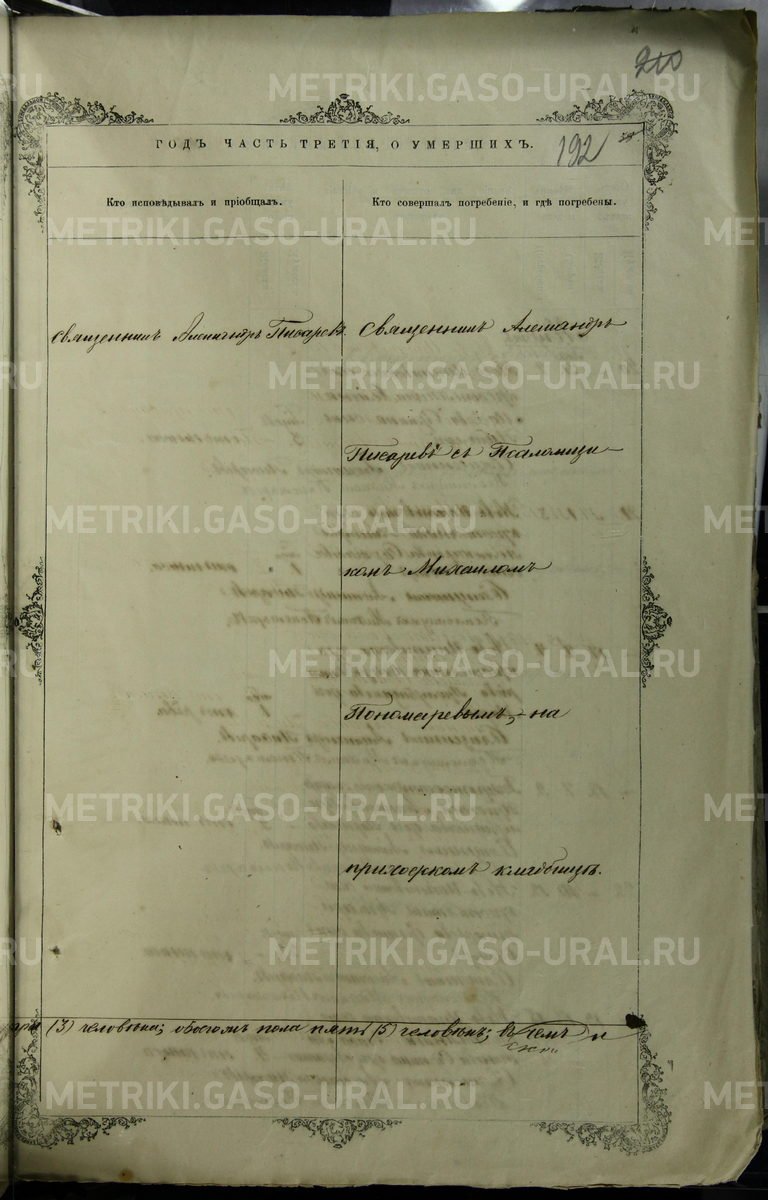 210
192
ГОДЪ ЧАСТЬ ТРЕТІЯ, О УМЕРШИХЪ.
Кто исповѣдывалъ и пріобщалъ.
Кто совершалъ погребеніе, и гдѣ погребены.
Священникъ Александръ Писаревъ.
Священникъ Александръ
Писаревъ съ Псаломщи-
комъ Михаиломъ
Пономаревымъ, на
приходскомъ кладбищѣ.
три (3) человѣка; обоего пола пять (5) человѣкъ;
METRIKI.GASO-URAL.RU